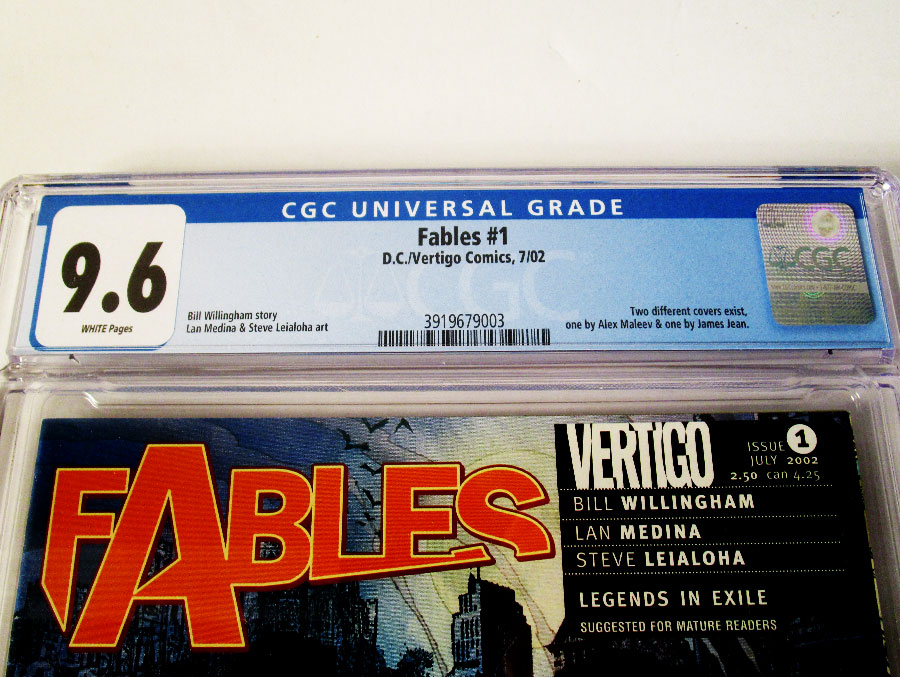 CGC UNIVERSAL GRADE
9.6
WHITE Pages
Fables #1
D.C./Vertigo Comics, 7/02
Bill Willingham story
Lan Medina & Steve Leialoha art
3919679003
Two different covers exist,
one by Alex Maleev & one by James Jean.
CGC
CGC
FABLES
VERTIGO
ISSUE 1
JULY 2002
2.50 can 4.25
BILL WILLINGHAM
LAN MEDINA
STEVE LEIALOHA
LEGENDS IN EXILE
SUGGESTED FOR MATURE READERS